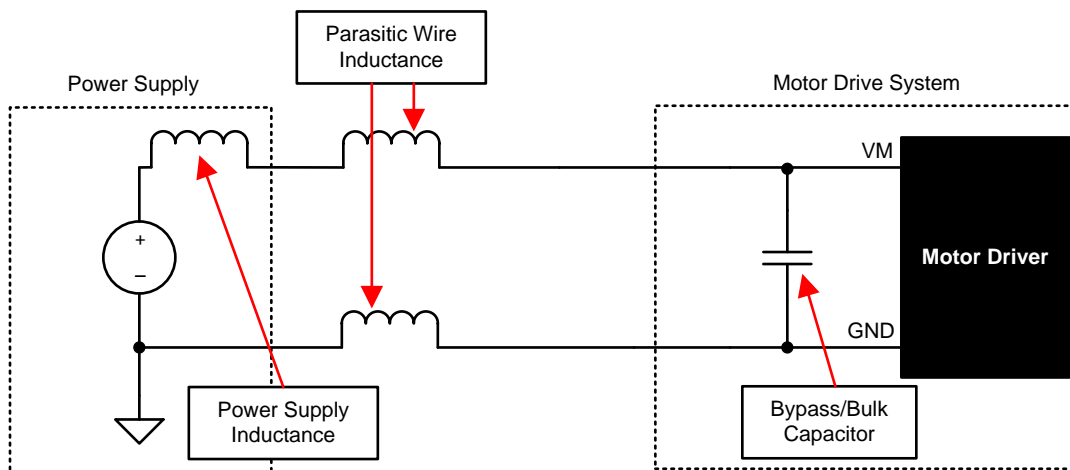 Parasitic Wire
Inductance
Power Supply
Motor Drive System
VM
+
–
Motor Driver
GND
Power Supply
Inductance
Bypass/Bulk
Capacitor